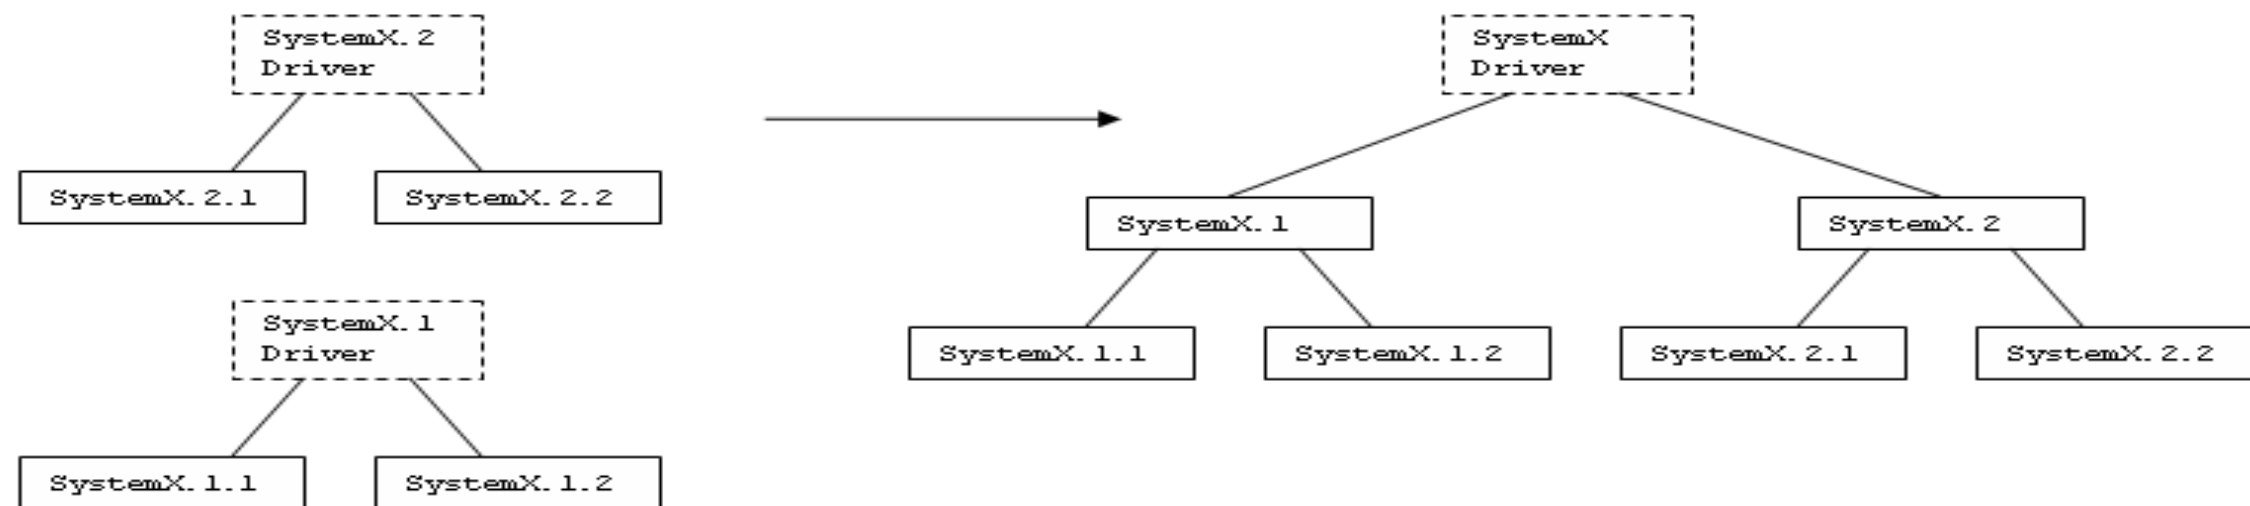 SystemX.2
Driver
SystemX.2.1
SystemX.2.2
SystemX.1
Driver
SystemX.1.1
SystemX.1.2
SystemX
Driver
SystemX.1
SystemX.2
SystemX.1.1
SystemX.1.2
SystemX.2.1
SystemX.2.2